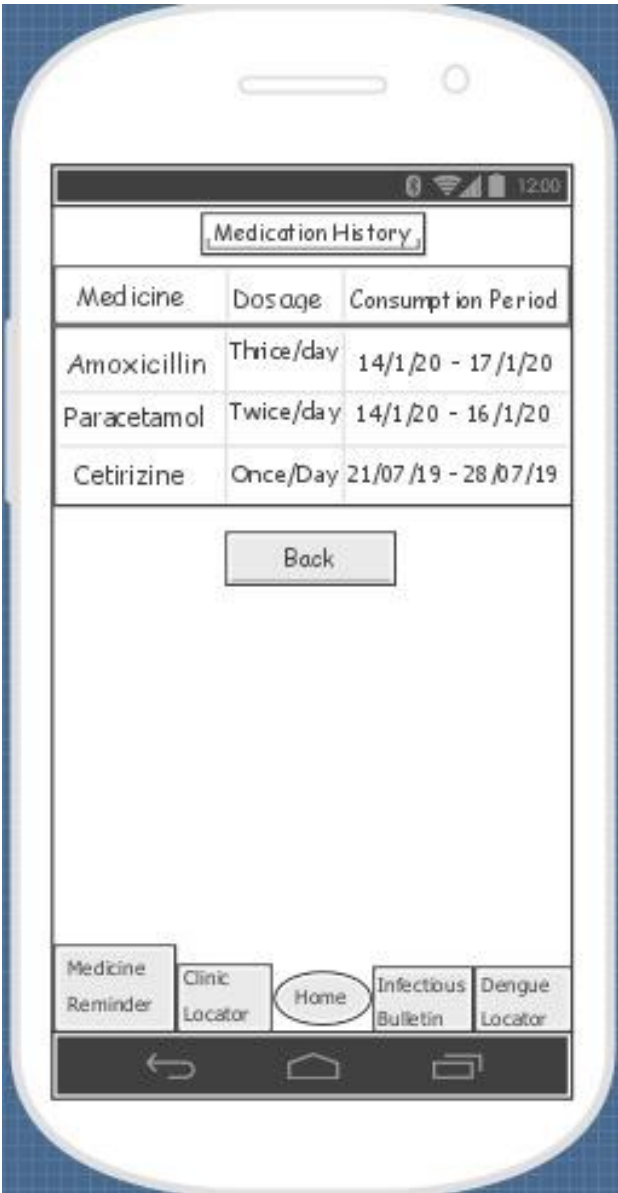 12:00
Medication History
Medicine Dosage Consumption Period
Amoxicillin Thrice/day 14/1/20 - 17/1/20
Paracetamol Twice/day 14/1/20 - 16/1/20
Cetirizine Once/Day 21/07/19 - 28/07/19
Back
Medicine
Reminder
Clinic
Locator
Home
Infectious
Bulletin
Dengue
Locator